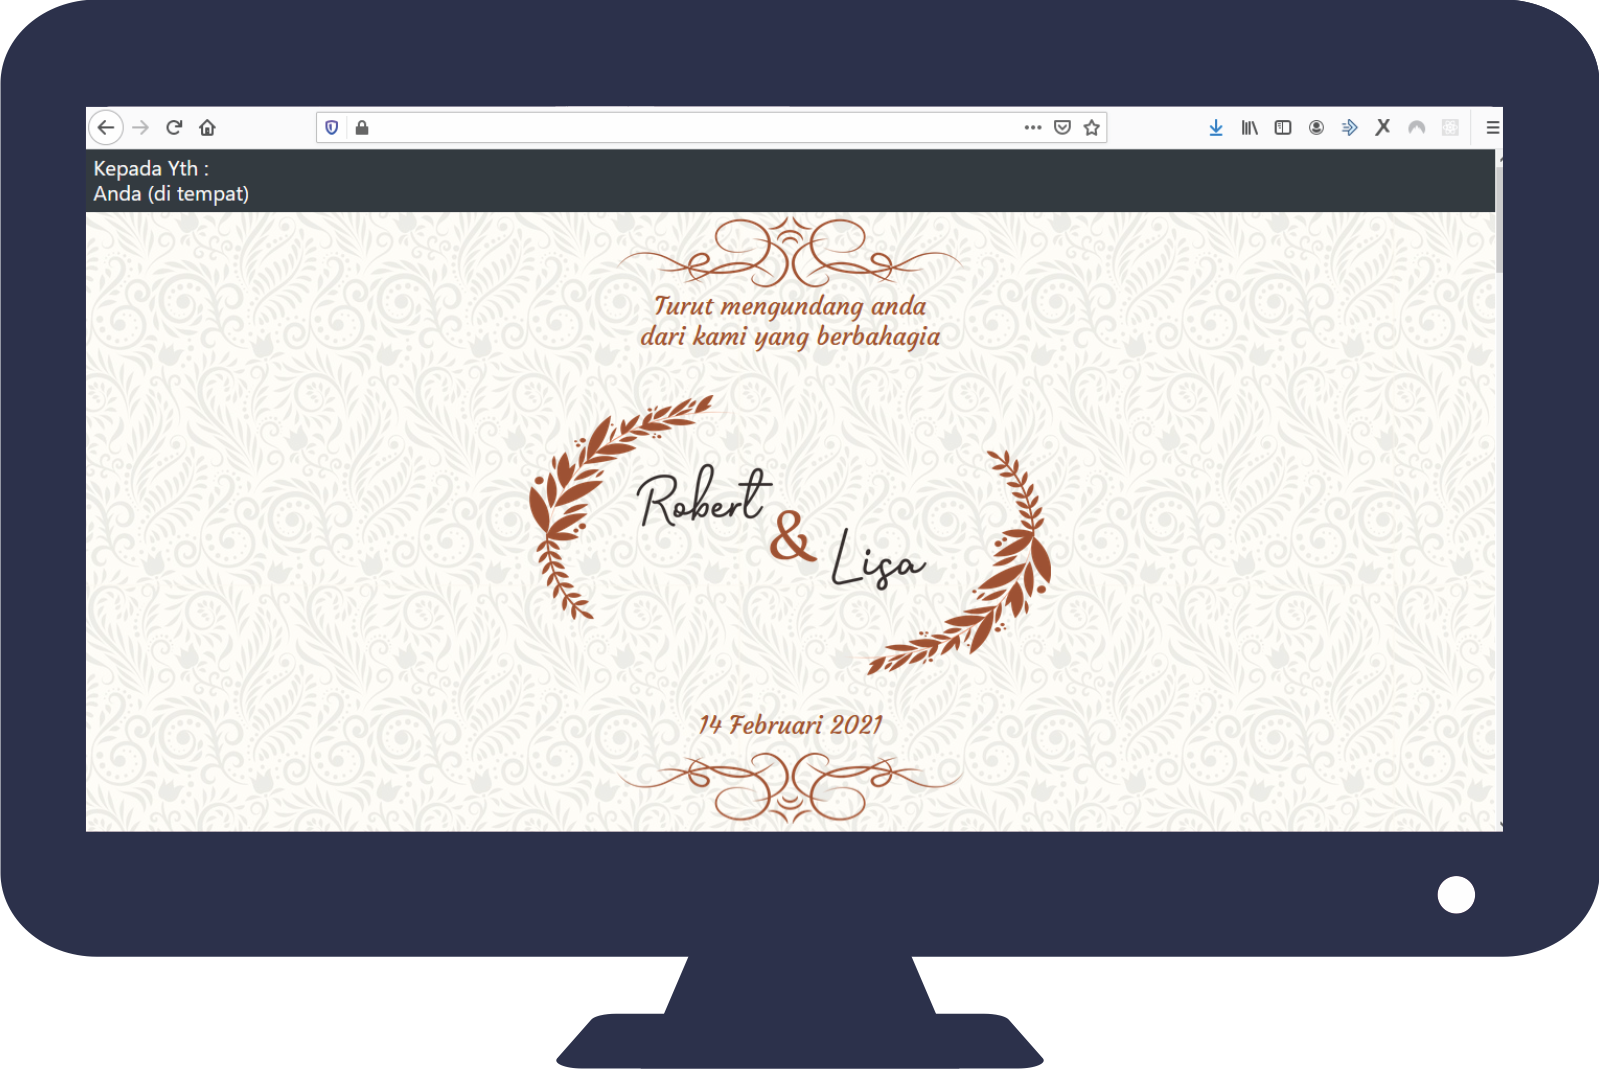 Kepada Yth :
Anda (di tempat)
Turut mengundang anda
dari kami yang berbahagia
Robert
&
Lisa
14 Februari 2021